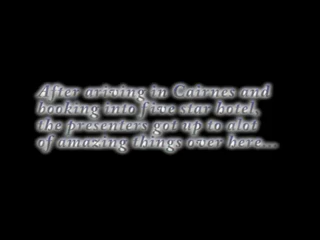 After ariving in Cairnes and
booking into five star hotel,
the presenters got up to alot
of amazing things over here...